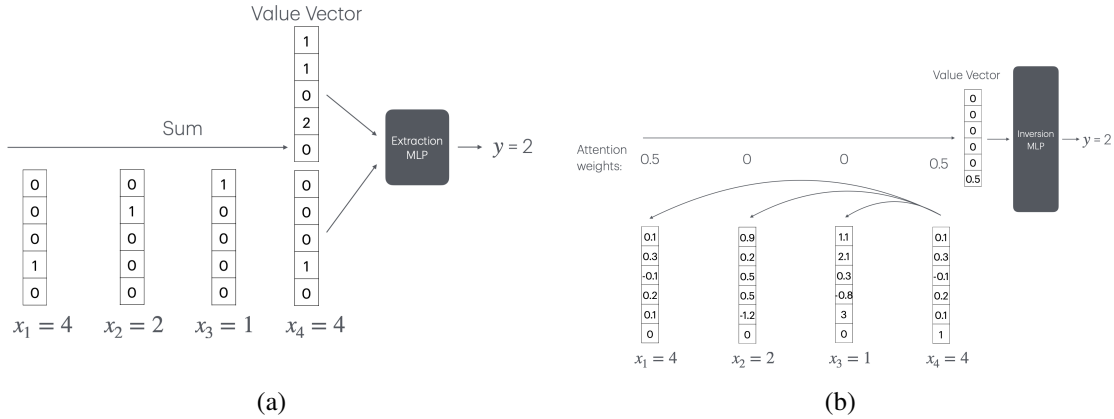 Value Vector
1
1
0
2
0
Sum
Extraction
MLP
y = 2
0 0 1 0
0 1 0 0
0 0 0 0
1 0 0 1
0 0 0 0
x₁ = 4 x₂ = 2 x₃ = 1 x₄ = 4
(a)
Value Vector
0
0
0
0
0
0.5
Inversion
MLP
y = 2
Attention
weights:
0.5 0 0 0.5
0.1 0.9 1.1 0.1
0.3 0.2 2.1 0.3
-0.1 0.5 0.3 -0.1
0.2 0.5 -0.8 0.2
0.1 -1.2 3 0.1
0 0 0 1
x₁ = 4 x₂ = 2 x₃ = 1 x₄ = 4
(b)